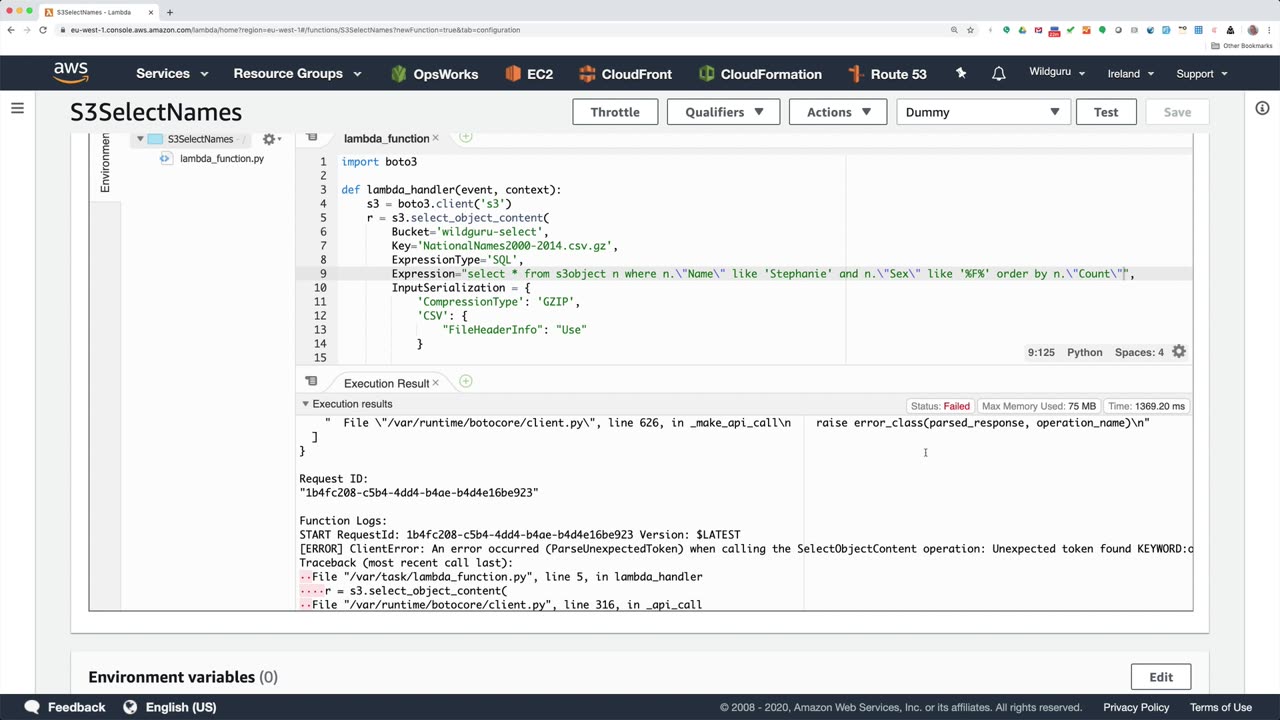 S3SelectNames - Lambda
eu-west-1.console.aws.amazon.com/lambda/home?region=eu-west-1#/functions/S3SelectNames?newFunction=true&tab=configuration
Other Bookmarks
aws Services Resource Groups OpsWorks EC2 CloudFront CloudFormation Route 53 Wildguru Ireland Support
S3SelectNames
Throttle Qualifiers Actions Dummy Test Save
Environment
S3SelectNames - /
lambda_function.py
lambda_function
1 import boto3
2
3 def lambda_handler(event, context):
4 s3 = boto3.client('s3')
5 r = s3.select_object_content(
6 Bucket='wildguru-select',
7 Key='NationalNames2000-2014.csv.gz',
8 ExpressionType='SQL',
9 Expression="select * from s3object n where n.\"Name\" like 'Stephanie' and n.\"Sex\" like '%F%' order by n.\"Count\"",
10 InputSerialization = {
11 'CompressionType': 'GZIP',
12 'CSV': {
13 "FileHeaderInfo": "Use"
14 }
15
9:125 Python Spaces: 4
Execution Result
Execution results
Status: Failed Max Memory Used: 75 MB Time: 1369.20 ms
" File \"/var/runtime/botocore/client.py\", line 626, in _make_api_call\n raise error_class(parsed_response, operation_name)\n"
]
}
Request ID:
"1b4fc208-c5b4-4dd4-b4ae-b4d4e16be923"
Function Logs:
START RequestId: 1b4fc208-c5b4-4dd4-b4ae-b4d4e16be923 Version: $LATEST
[ERROR] ClientError: An error occurred (ParseUnexpectedToken) when calling the SelectObjectContent operation: Unexpected token found KEYWORD:o
Traceback (most recent call last):
··File "/var/task/lambda_function.py", line 5, in lambda_handler
····r = s3.select_object_content(
··File "/var/runtime/botocore/client.py", line 316, in _api_call
Environment variables (0)
Edit
Feedback English (US) © 2008 - 2020, Amazon Web Services, Inc. or its affiliates. All rights reserved. Privacy Policy Terms of Use